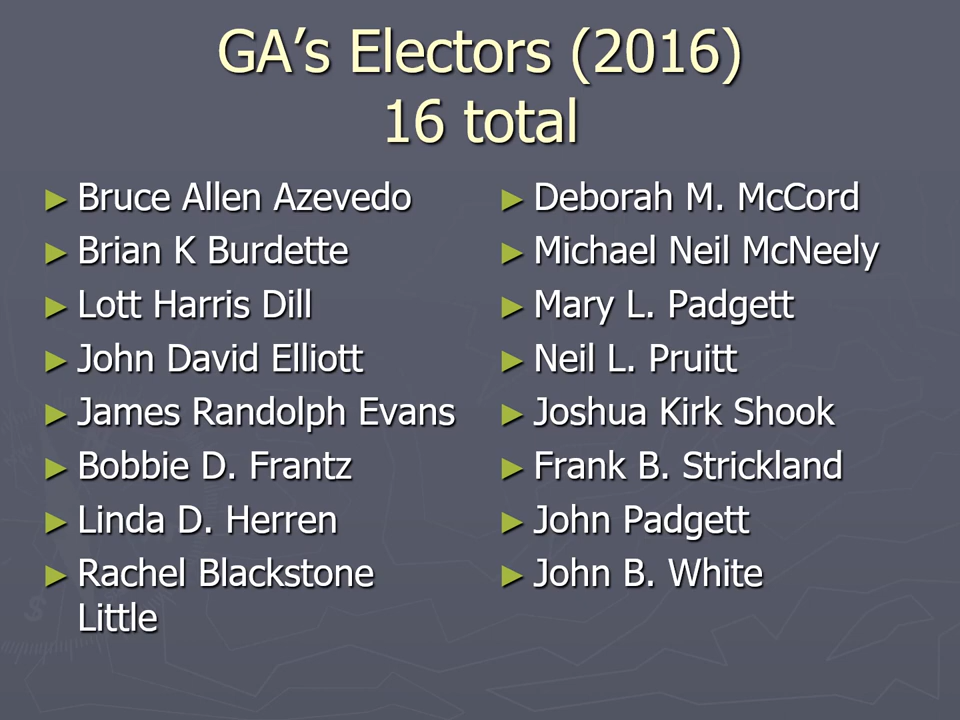 GA’s Electors (2016)
16 total
► Bruce Allen Azevedo
► Brian K Burdette
► Lott Harris Dill
► John David Elliott
► James Randolph Evans
► Bobbie D. Frantz
► Linda D. Herren
► Rachel Blackstone
Little
► Deborah M. McCord
► Michael Neil McNeely
► Mary L. Padgett
► Neil L. Pruitt
► Joshua Kirk Shook
► Frank B. Strickland
► John Padgett
► John B. White
S